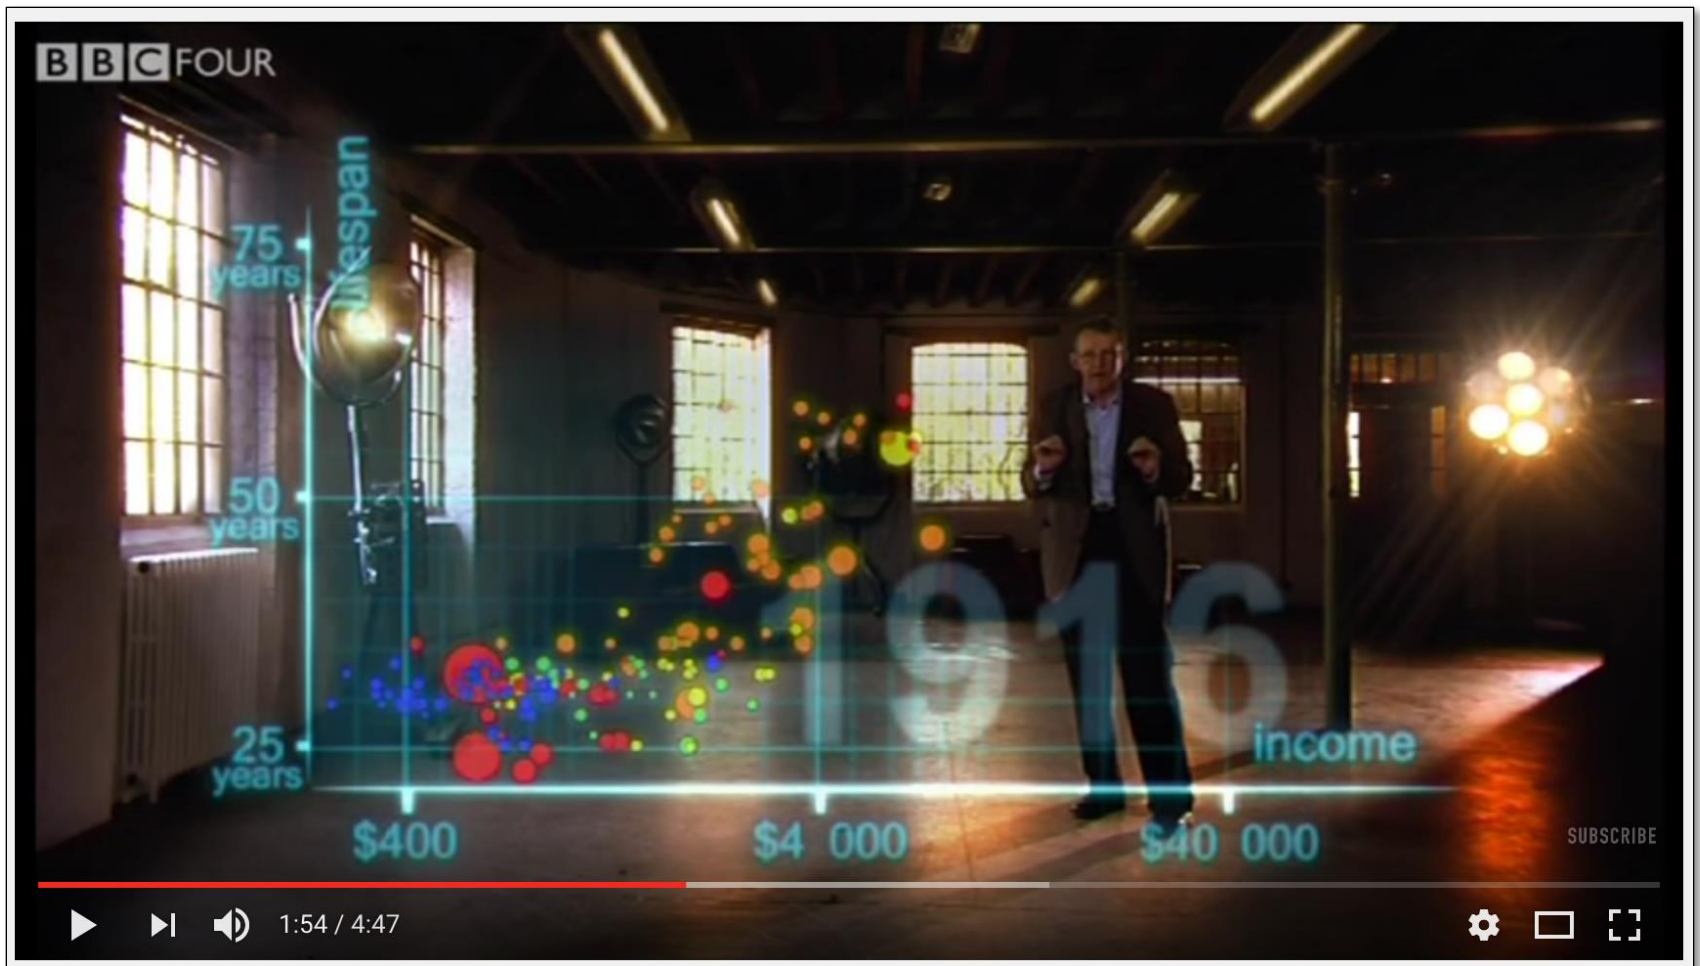 BBC FOUR
lifespan
75
years
50
years
25
years
1916
income
$400
$4 000
$40 000
SUBSCRIBE
1:54 / 4:47